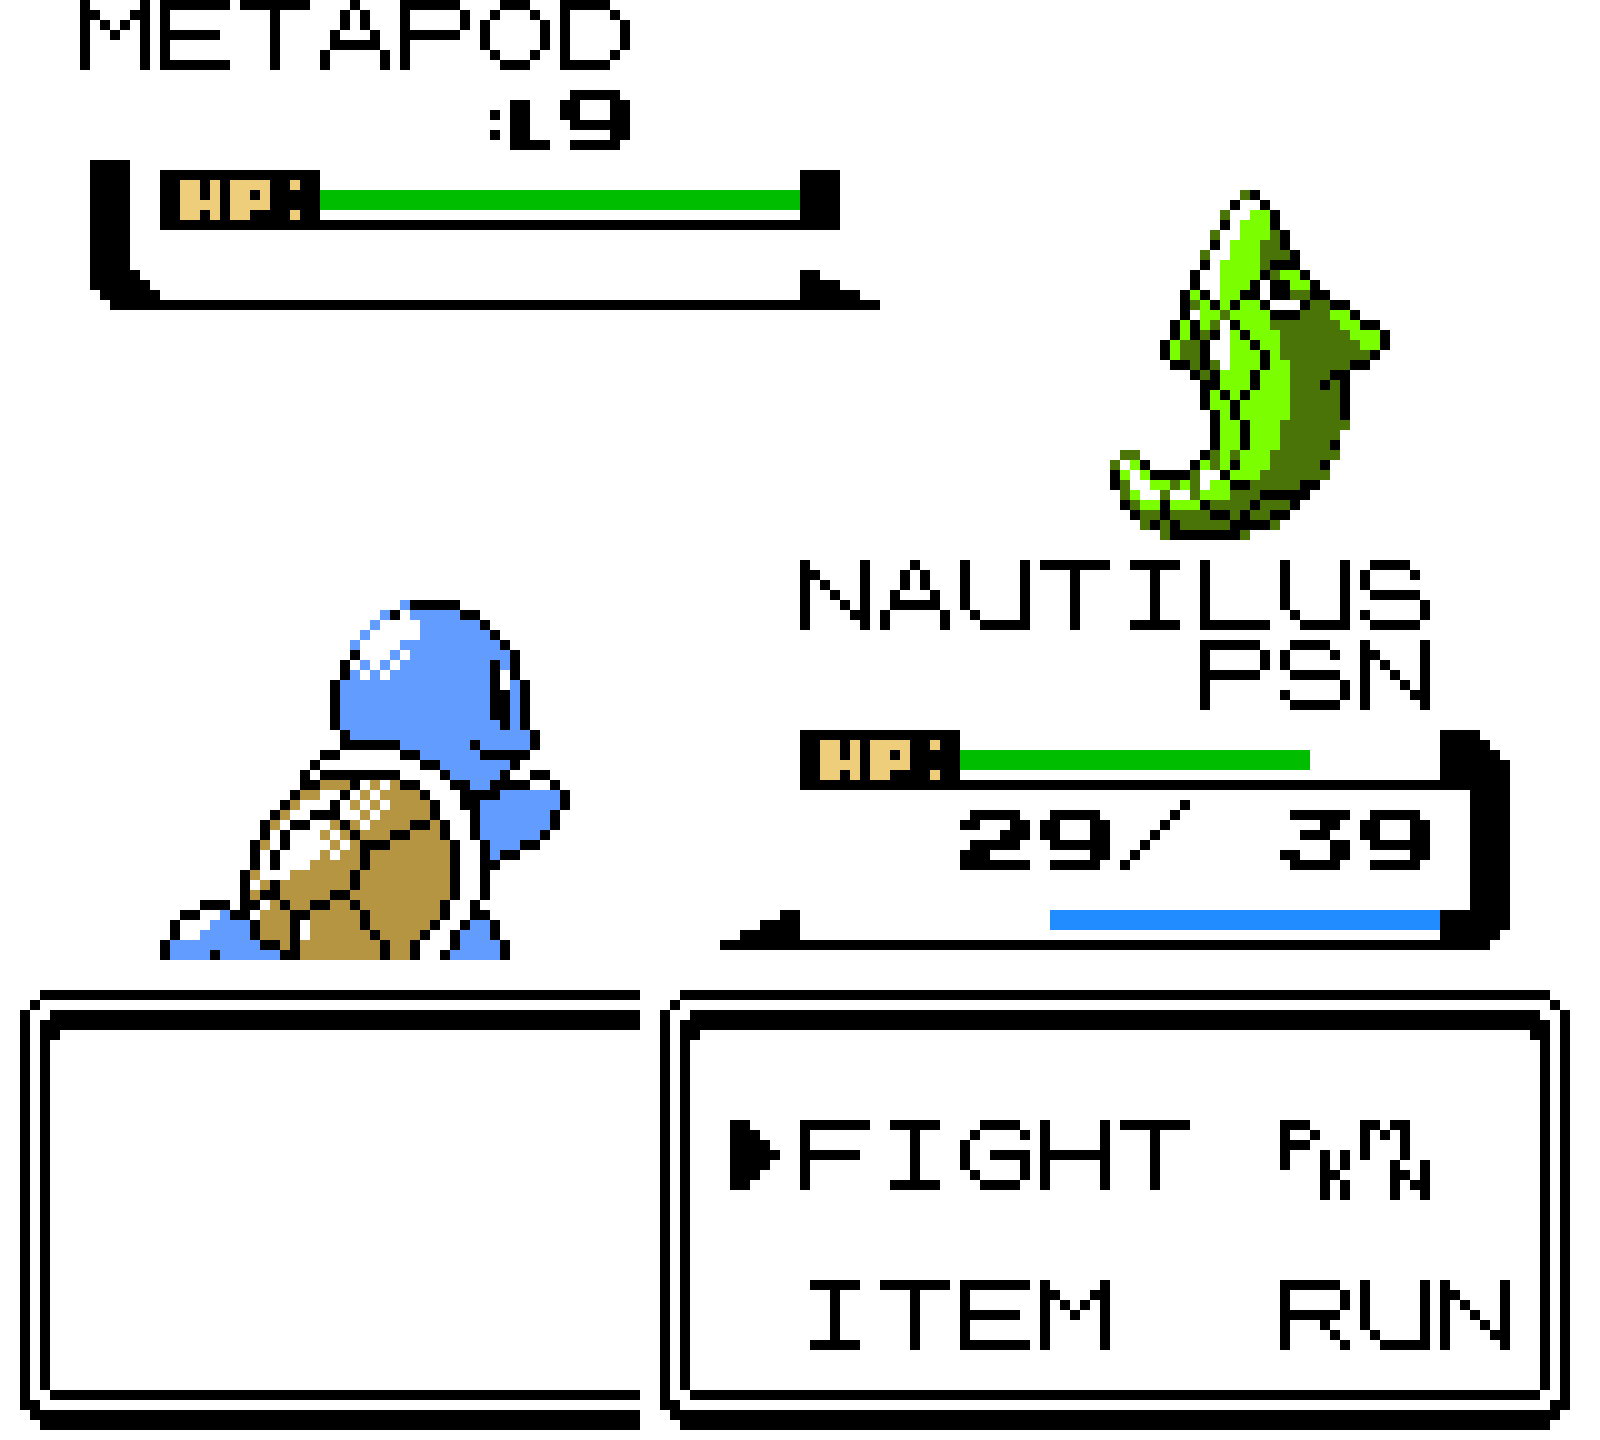 METAPOD
:L9
HP:
NAUTILUS
PSN
HP:
29/ 39
▶FIGHT PKMN
ITEM RUN